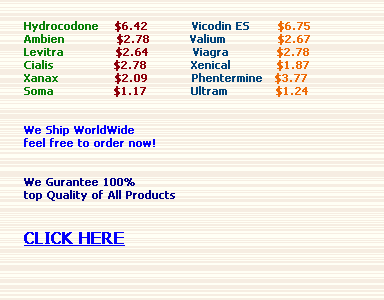 Hydrocodone $6.42 Vicodin ES $6.75
Ambien $2.78 Valium $2.67
Levitra $2.64 Viagra $2.78
Cialis $2.78 Xenical $1.87
Xanax $2.09 Phentermine $3.77
Soma $1.17 Ultram $1.24
We Ship WorldWide
feel free to order now!
We Gurantee 100%
top Quality of All Products
CLICK HERE